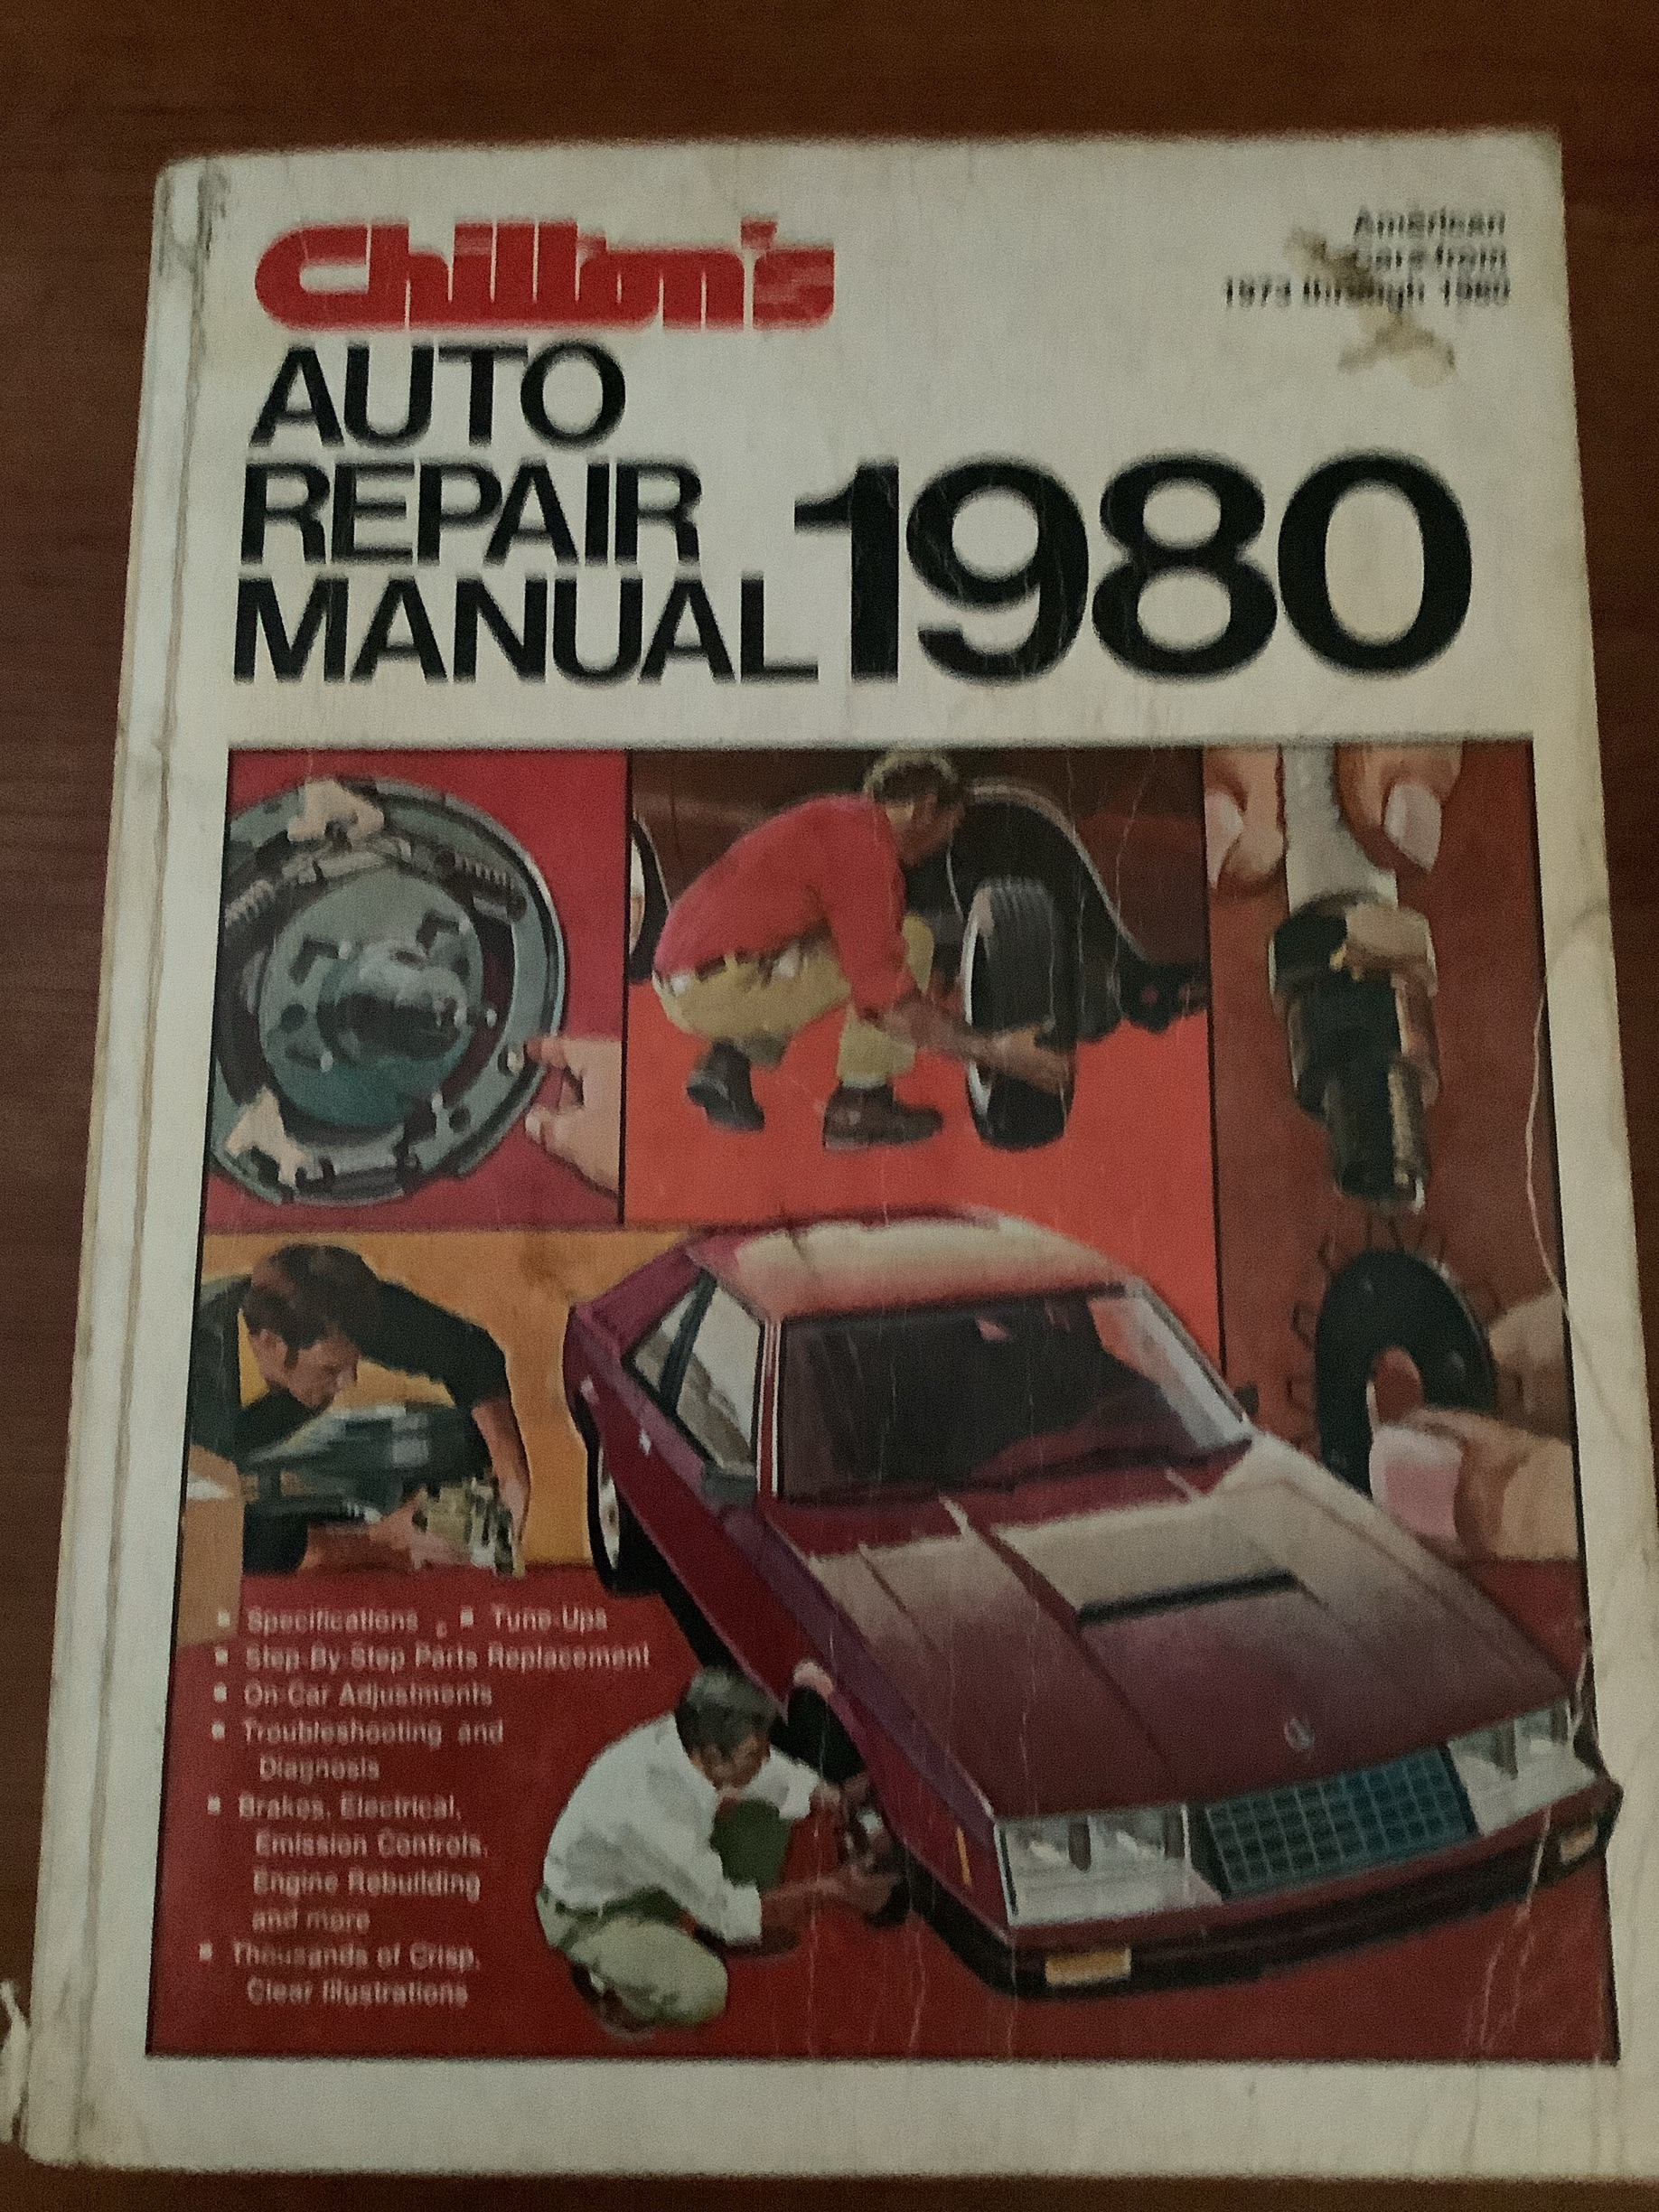 Chilton's
American
cars from
1973 through 1980
AUTO
REPAIR
MANUAL 1980
▪ Specifications ▪ Tune-Ups
▪ Step-By-Step Parts Replacement
▪ On-Car Adjustments
▪ Troubleshooting and
Diagnosis
▪ Brakes, Electrical,
Emission Controls,
Engine Rebuilding
and more
▪ Thousands of Crisp,
Clear Illustrations